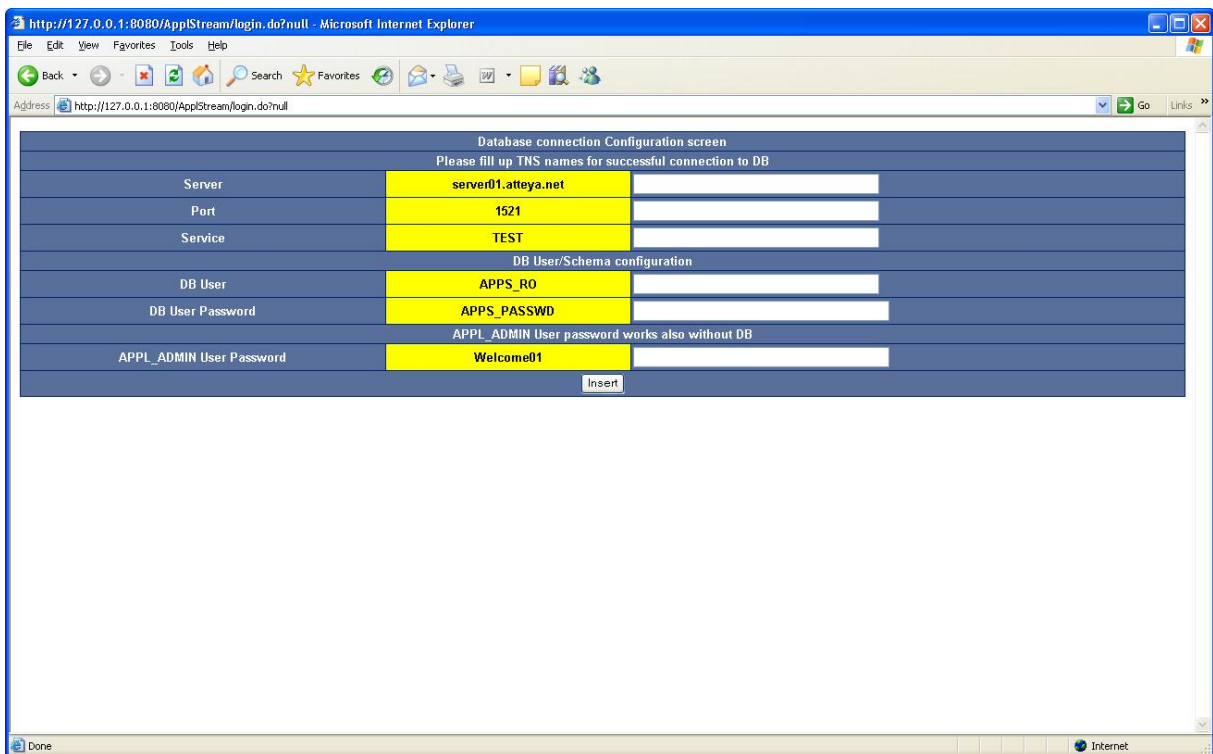 http://127.0.0.1:8080/ApplStream/login.do?null - Microsoft Internet Explorer
File Edit View Favorites Tools Help
Back Search Favorites
Address http://127.0.0.1:8080/ApplStream/login.do?null Go Links »
Database connection Configuration screen
Please fill up TNS names for successful connection to DB
Server server01.atteya.net
Port 1521
Service TEST
DB User/Schema configuration
DB User APPS_RO
DB User Password APPS_PASSWD
APPL_ADMIN User password works also without DB
APPL_ADMIN User Password Welcome01
Insert
Done Internet